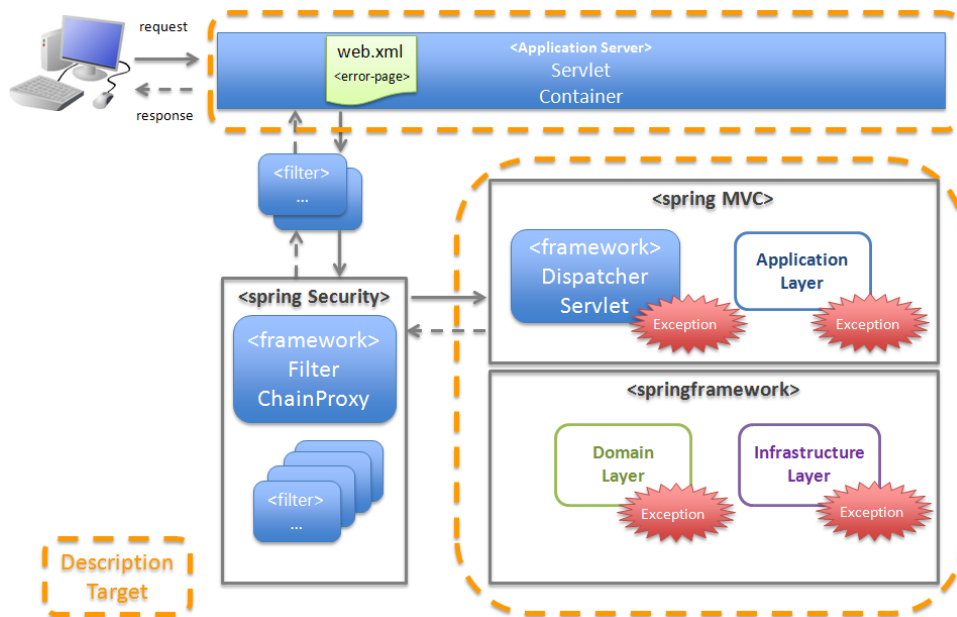 request
response
web.xml
<error-page>
<Application Server>
Servlet
Container
<filter>
...
<spring Security>
<framework>
Filter
ChainProxy
<filter>
...
<spring MVC>
<framework>
Dispatcher
Servlet
Exception
Application
Layer
Exception
<springframework>
Domain
Layer
Exception
Infrastructure
Layer
Exception
Description
Target